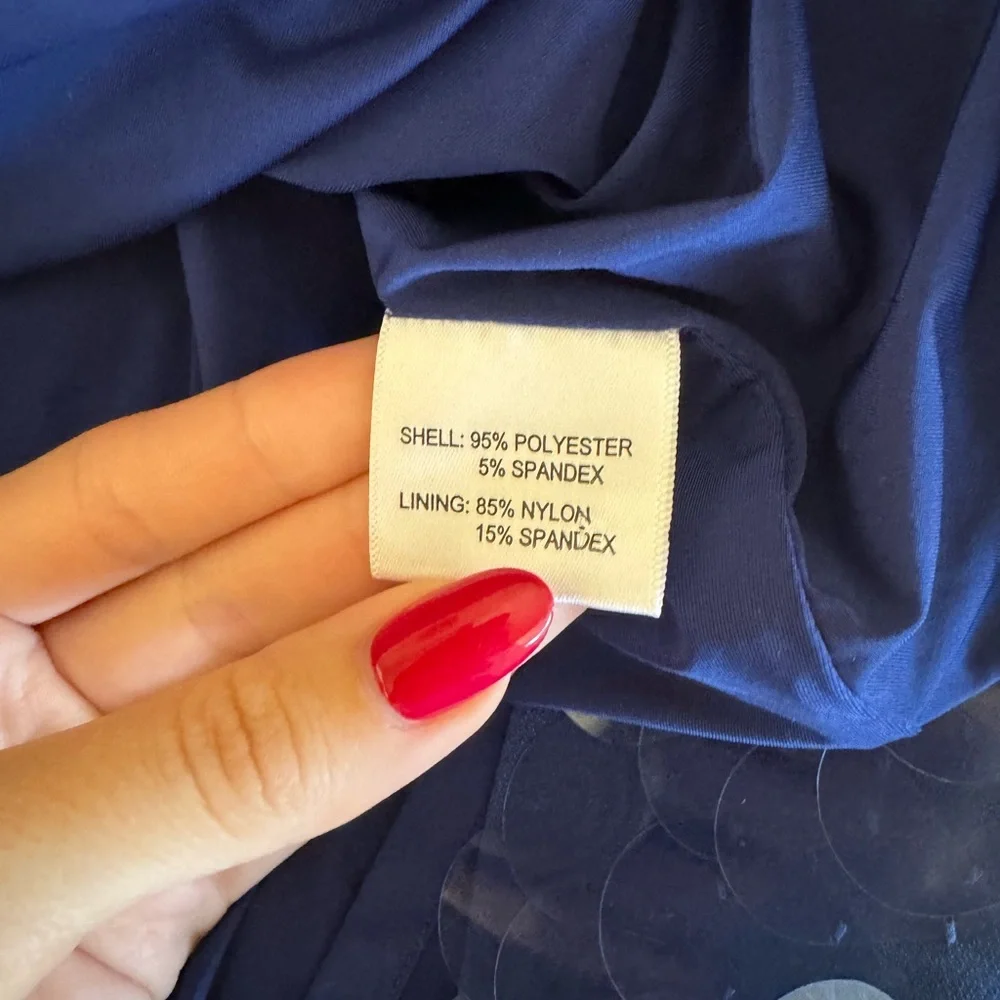 SHELL: 95% POLYESTER
5% SPANDEX
LINING: 85% NYLON
15% SPANDEX